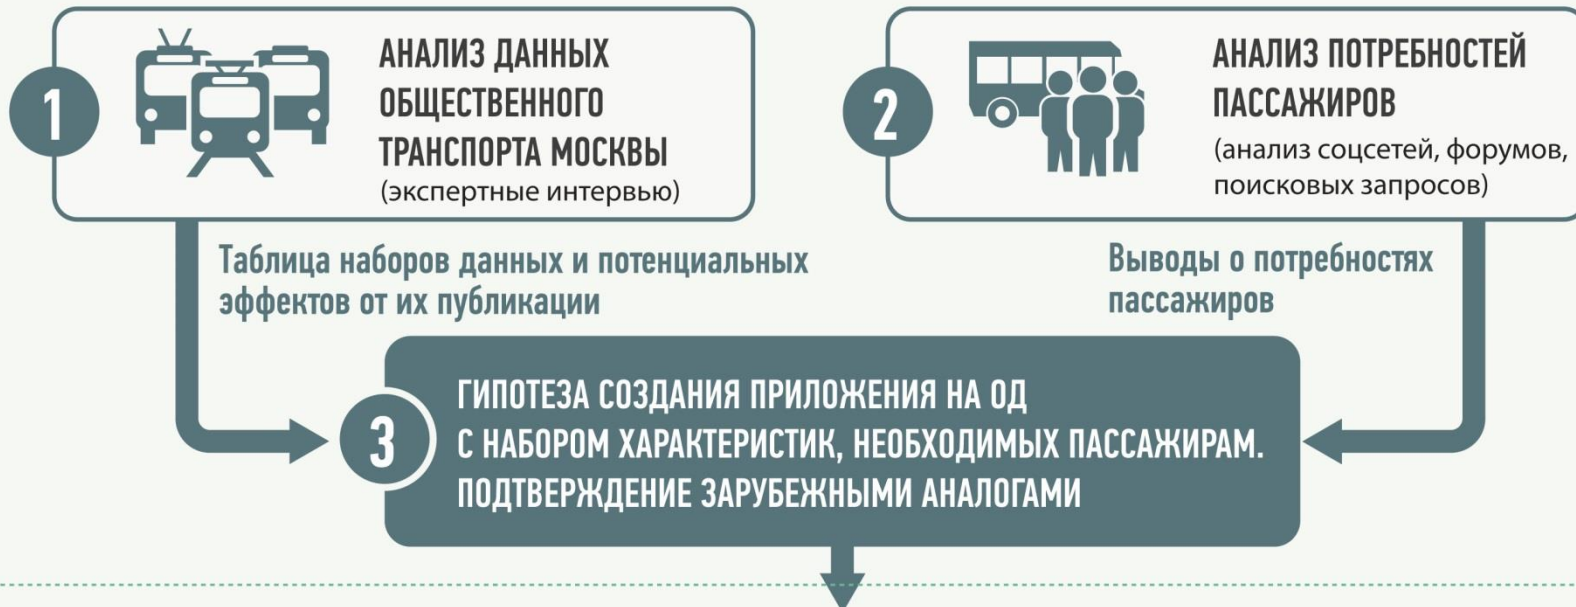 1
АНАЛИЗ ДАННЫХ
ОБЩЕСТВЕННОГО
ТРАНСПОРТА МОСКВЫ
(экспертные интервью)
2
АНАЛИЗ ПОТРЕБНОСТЕЙ
ПАССАЖИРОВ
(анализ соцсетей, форумов,
поисковых запросов)
Таблица наборов данных и потенциальных
эффектов от их публикации
Выводы о потребностях
пассажиров
3
ГИПОТЕЗА СОЗДАНИЯ ПРИЛОЖЕНИЯ НА ОД
С НАБОРОМ ХАРАКТЕРИСТИК, НЕОБХОДИМЫХ ПАССАЖИРАМ.
ПОДТВЕРЖДЕНИЕ ЗАРУБЕЖНЫМИ АНАЛОГАМИ